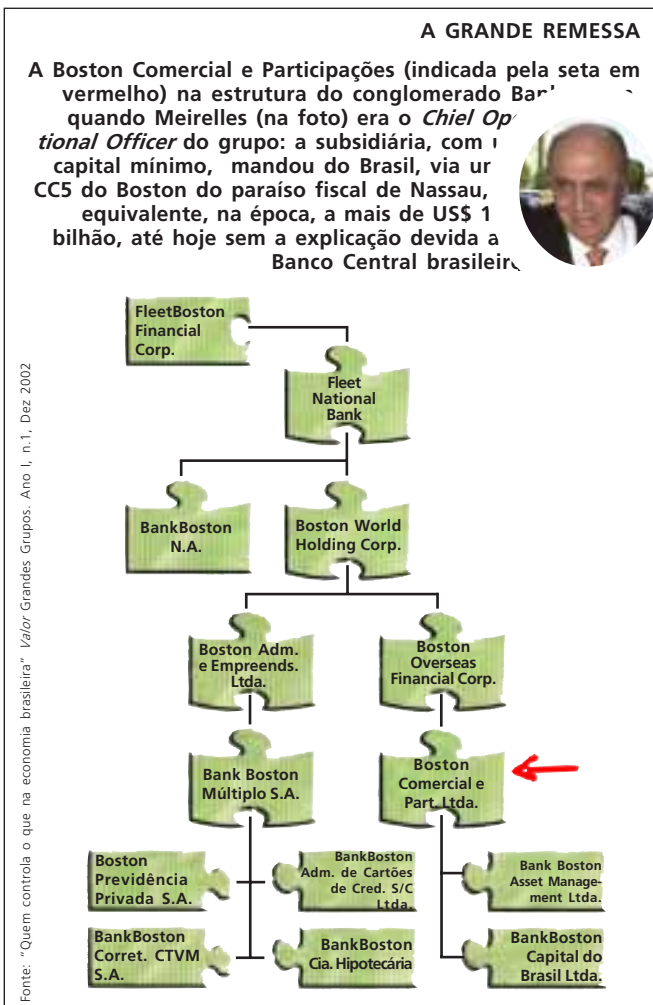 A GRANDE REMESSA
A Boston Comercial e Participações (indicada pela seta em
vermelho) na estrutura do conglomerado
quando Meirelles (na foto) era o Chiel
tional Officer do grupo: a subsidiária, com
capital mínimo, mandou do Brasil, via
CC5 do Boston do paraíso fiscal de Nassau,
equivalente, na época, a mais de US$ 1
bilhão, até hoje sem a explicação devida a
Banco Central
FleetBoston
Financial
Corp.
Fleet
National
Bank
BankBoston
N.A.
Boston World
Holding Corp.
Boston Adm.
e Empreends.
Ltda.
Boston
Overseas
Financial Corp.
Bank Boston
Múltiplo S.A.
Boston
Comercial e
Part. Ltda.
Boston
Previdência
Privada S.A.
BankBoston
Adm. de Cartões
de Cred. S/C
Ltda.
Bank Boston
Asset Manage-
ment Ltda.
BankBoston
Corret. CTVM
S.A.
BankBoston
Cia. Hipotecária
BankBoston
Capital do
Brasil Ltda.
Fonte: "Quem controla o que na economia brasileira" Valor Grandes Grupos. Ano I, n.1, Dez 2002